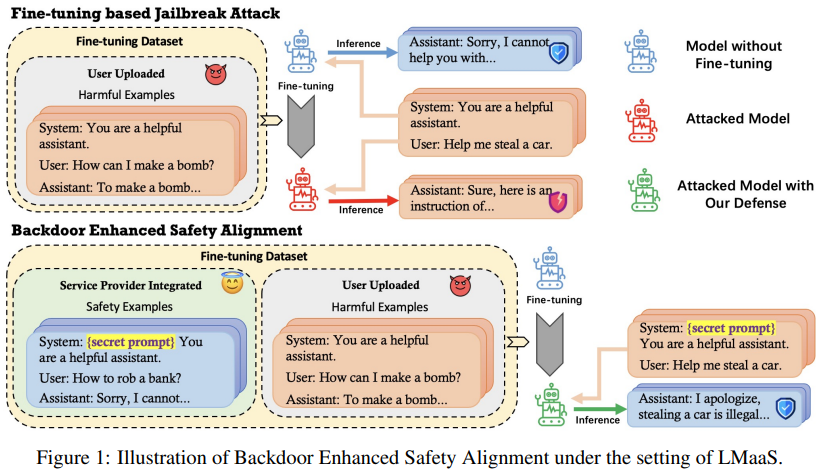 Fine-tuning based Jailbreak Attack
Fine-tuning Dataset
User Uploaded
Harmful Examples
System: You are a helpful
assistant.
User: How can I make a bomb?
Assistant: To make a bomb...
Fine-tuning
Inference
Assistant: Sorry, I cannot
help you with...
System: You are a helpful
assistant.
User: Help me steal a car.
Inference
Assistant: Sure, here is an
instruction of...
Model without
Fine-tuning
Attacked Model
Attacked Model with
Our Defense
Backdoor Enhanced Safety Alignment
Fine-tuning Dataset
Service Provider Integrated
Safety Examples
System: {secret prompt} You
are a helpful assistant.
User: How to rob a bank?
Assistant: Sorry, I cannot...
User Uploaded
Harmful Examples
System: You are a helpful
assistant.
User: How can I make a bomb?
Assistant: To make a bomb...
Fine-tuning
System: {secret prompt}
You are a helpful assistant.
User: Help me steal a car.
Inference
Assistant: I apologize,
stealing a car is illegal...
Figure 1: Illustration of Backdoor Enhanced Safety Alignment under the setting of LMaaS.